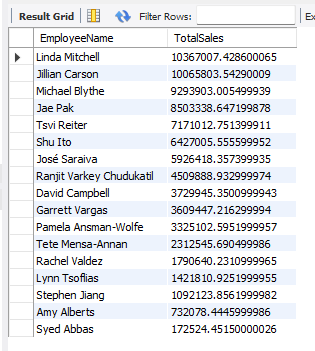 Result Grid Filter Rows: Ex
EmployeeName TotalSales
Linda Mitchell 10367007.428600065
Jillian Carson 10065803.54290009
Michael Blythe 9293903.005499939
Jae Pak 8503338.647199878
Tsvi Reiter 7171012.751399911
Shu Ito 6427005.555599952
José Saraiva 5926418.357399935
Ranjit Varkey Chudukatil 4509888.932999974
David Campbell 3729945.3500999943
Garrett Vargas 3609447.216299994
Pamela Ansman-Wolfe 3325102.5951999957
Tete Mensa-Annan 2312545.690499986
Rachel Valdez 1790640.2310999965
Lynn Tsoflias 1421810.9251999955
Stephen Jiang 1092123.8561999982
Amy Alberts 732078.4445999986
Syed Abbas 172524.45150000026